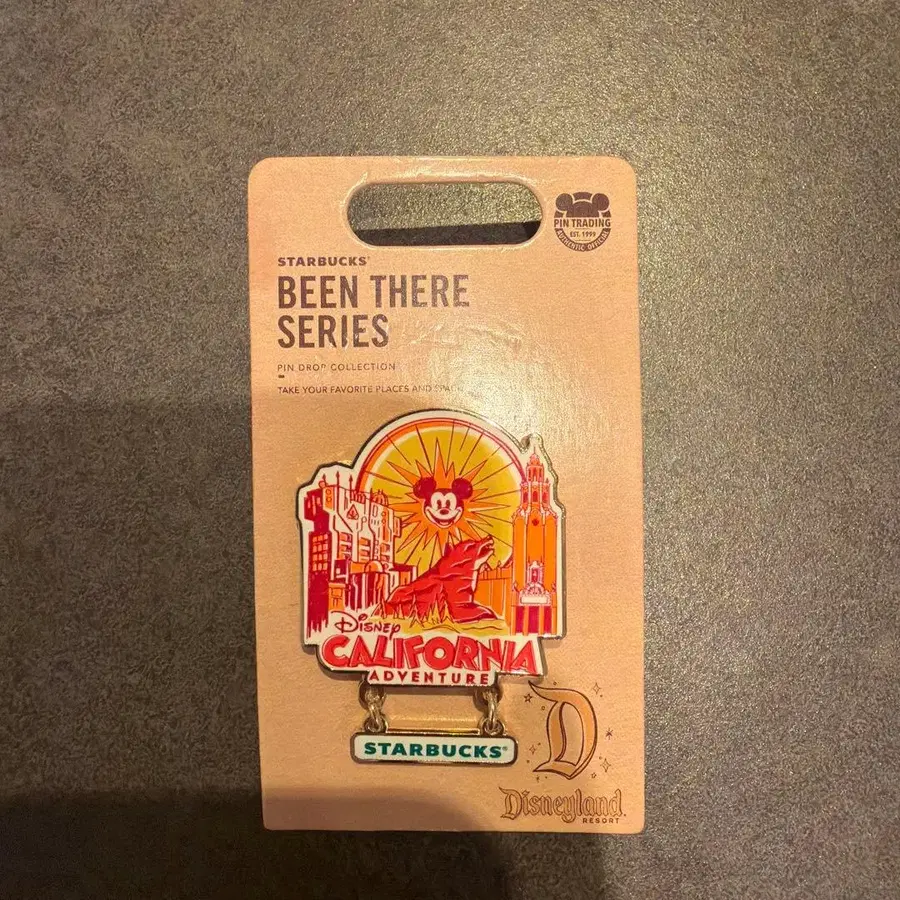 PIN TRADING
EST. 1999
AUTHENTIC OFFICIAL
STARBUCKS®
BEEN THERE
SERIES
PIN DROP COLLECTION
TAKE YOUR FAVORITE PLACES AND
Disney
CALIFORNIA
ADVENTURE
STARBUCKS®
D
Disneyland
RESORT